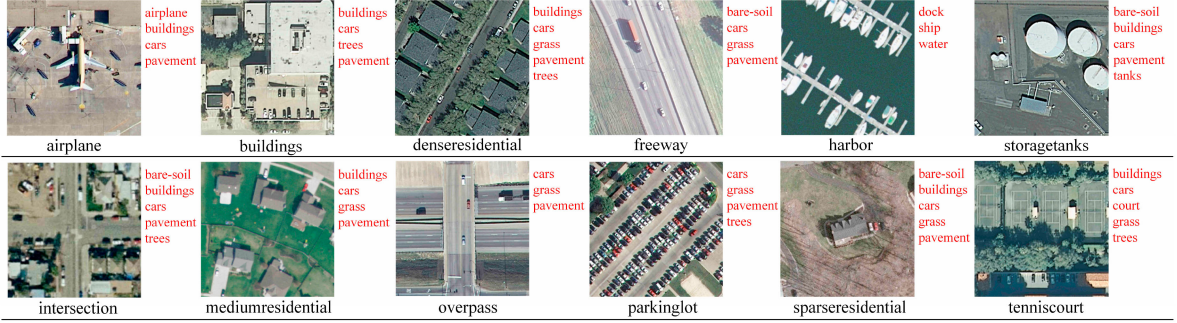 airplane
buildings
cars
pavement
airplane
buildings
cars
trees
pavement
buildings
buildings
cars
grass
pavement
trees
denseresidential
bare-soil
cars
grass
pavement
freeway
dock
ship
water
harbor
bare-soil
buildings
cars
pavement
tanks
storagetanks
bare-soil
buildings
cars
pavement
trees
intersection
buildings
cars
grass
pavement
mediumresidential
cars
grass
pavement
overpass
cars
grass
pavement
trees
parkinglot
bare-soil
buildings
cars
grass
pavement
sparseresidential
buildings
cars
court
grass
trees
tenniscourt